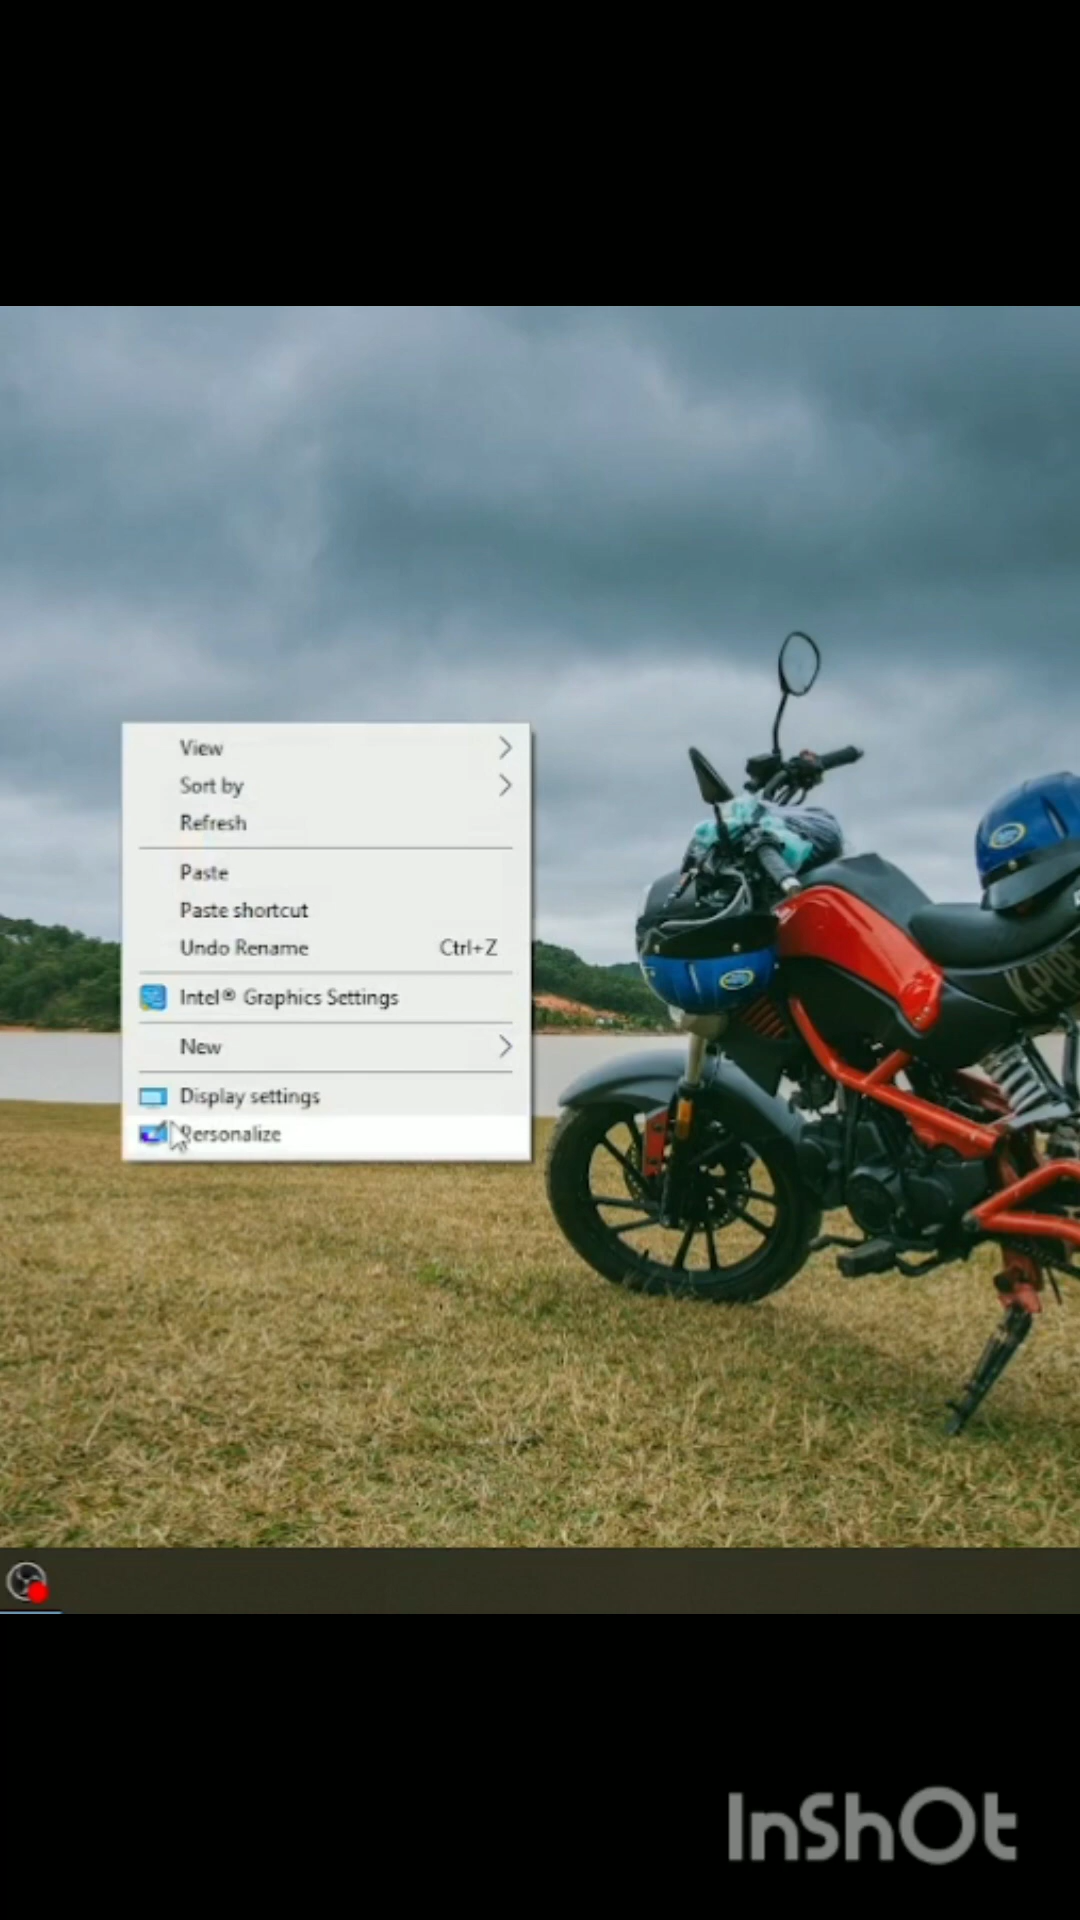 View
Sort by
Refresh
Paste
Paste shortcut
Undo Rename Ctrl+Z
Intel® Graphics Settings
New
Display settings
Personalize
InShOt